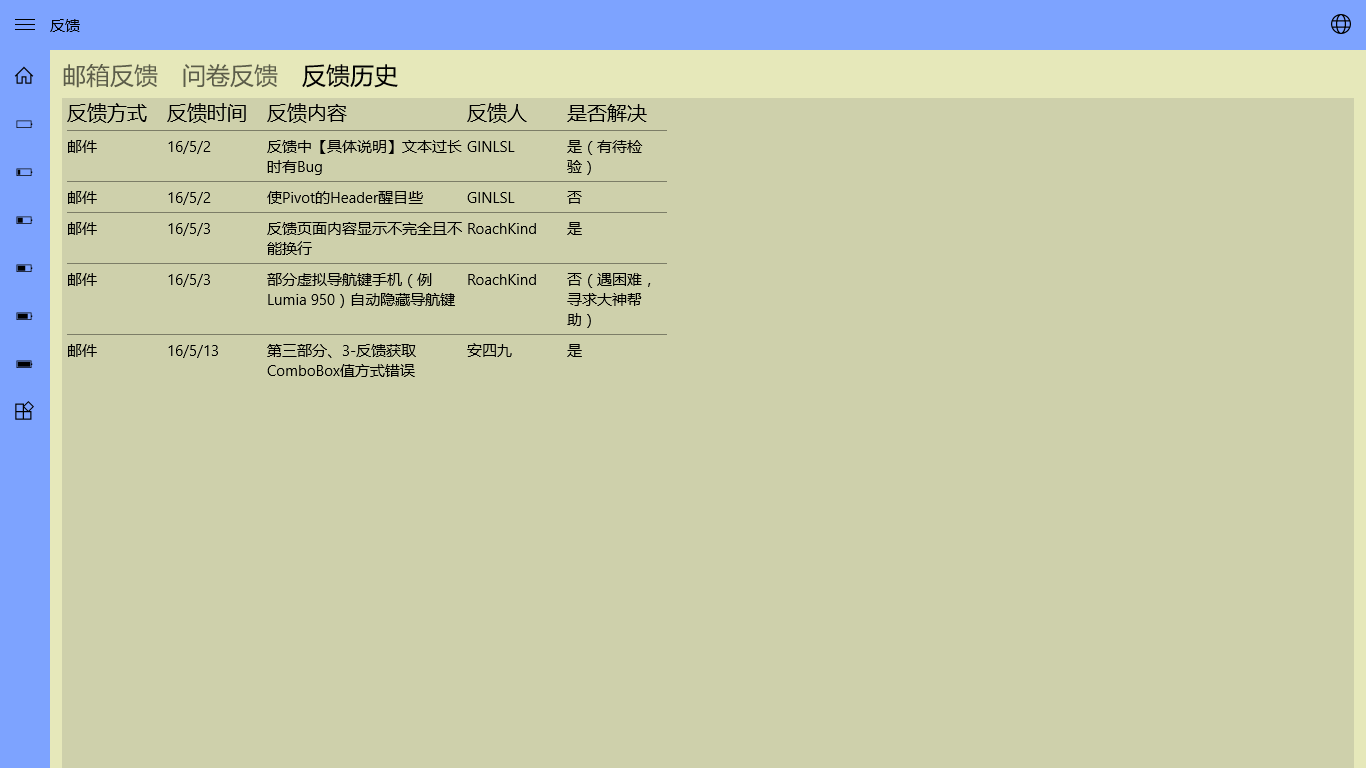 反馈
邮箱反馈 问卷反馈 反馈历史
反馈方式 反馈时间 反馈内容 反馈人 是否解决
邮件 16/5/2 反馈中【具体说明】文本过长 GINLSL 是（有待检
时有Bug 验）
邮件 16/5/2 使Pivot的Header醒目些 GINLSL 否
邮件 16/5/3 反馈页面内容显示不完全且不 RoachKind 是
能换行
邮件 16/5/3 部分虚拟导航键手机（例 RoachKind 否（遇困难，
Lumia 950）自动隐藏导航键 寻求大神帮
助）
邮件 16/5/13 第三部分、3-反馈获取 安四九 是
ComboBox值方式错误